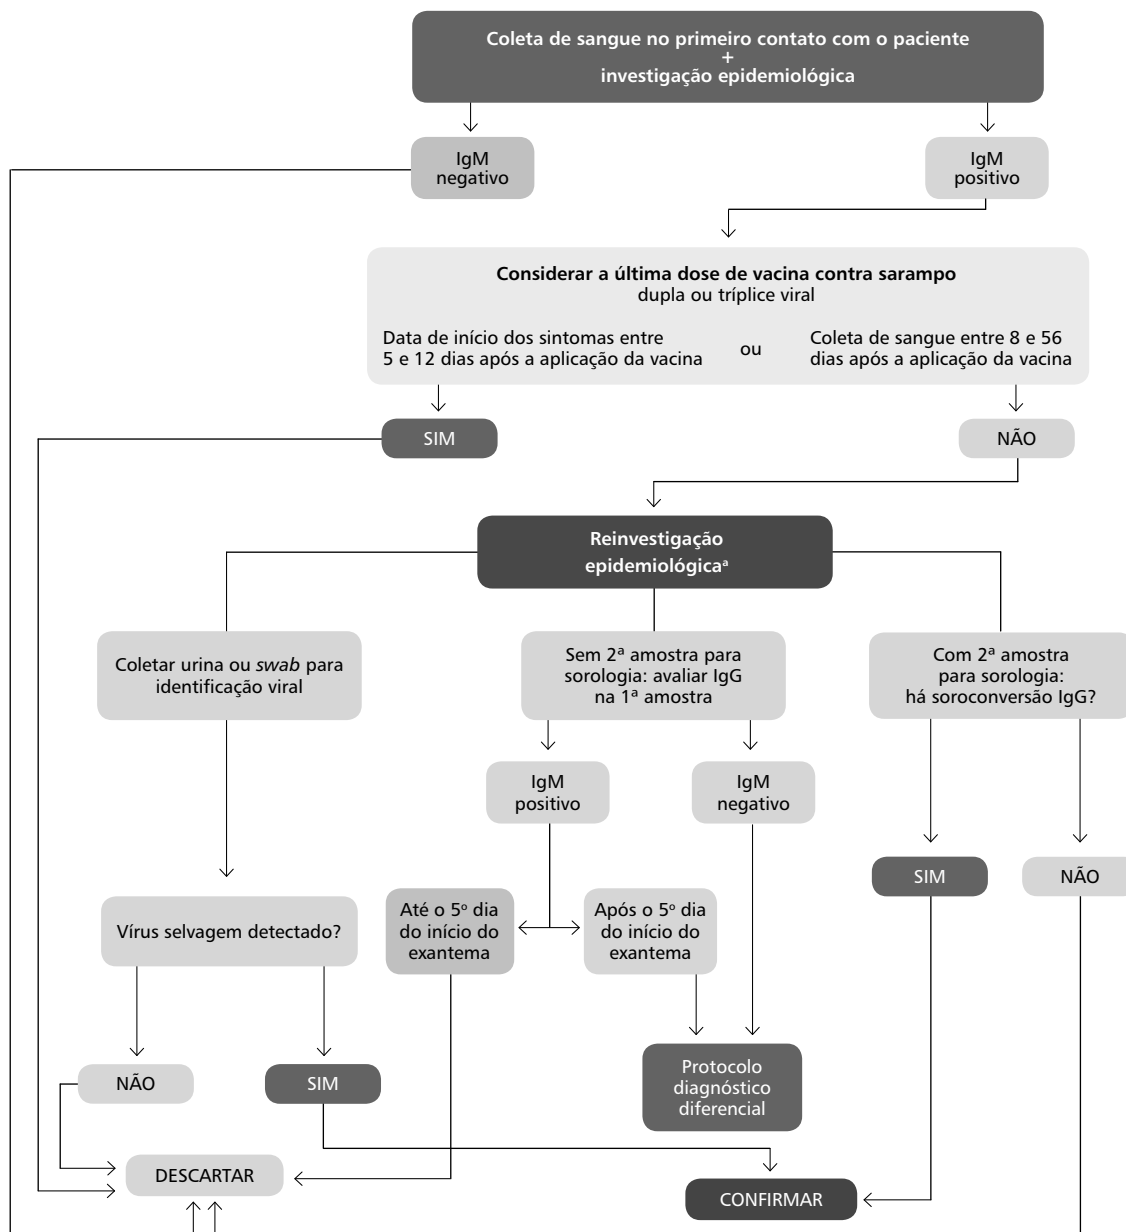 Coleta de sangue no primeiro contato com o paciente
+
investigação epidemiológica
IgM
negativo
IgM
positivo
Considerar a última dose de vacina contra sarampo
dupla ou tríplice viral
Data de início dos sintomas entre
5 e 12 dias após a aplicação da vacina
ou
Coleta de sangue entre 8 e 56
dias após a aplicação da vacina
SIM
NÃO
Reinvestigação
epidemiológicaª
Coletar urina ou swab para
identificação viral
Sem 2ª amostra para
sorologia: avaliar IgG
na 1ª amostra
Com 2ª amostra
para sorologia:
há soroconversão IgG?
IgM
positivo
IgM
negativo
SIM
NÃO
Vírus selvagem detectado?
Até o 5º dia
do início do
exantema
Após o 5º dia
do início do
exantema
NÃO
SIM
Protocolo
diagnóstico
diferencial
DESCARTAR
CONFIRMAR